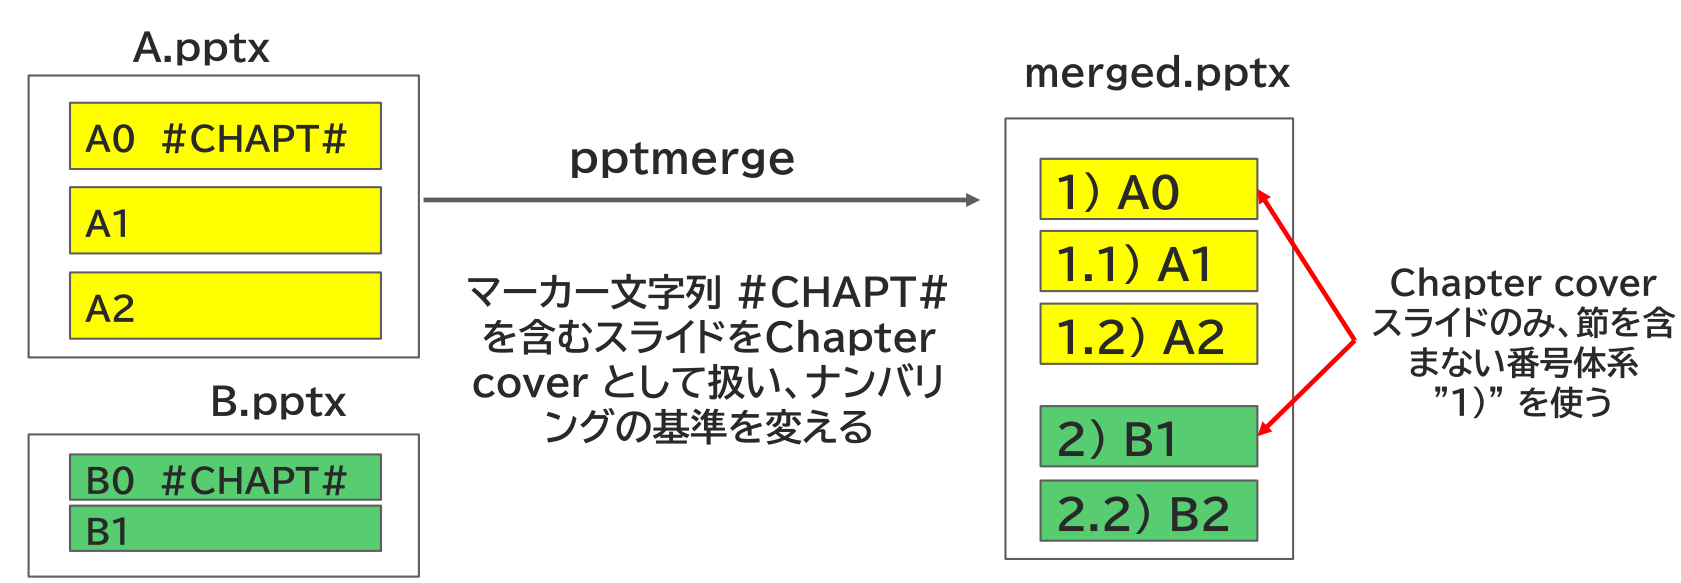 A.pptx
A0 #CHAPT#
A1
A2
B.pptx
B0 #CHAPT#
B1
pptmerge
マーカー文字列 #CHAPT#
を含むスライドをChapter
cover として扱い、ナンバリ
ングの基準を変える
merged.pptx
1) A0
1.1) A1
1.2) A2
2) B1
2.2) B2
Chapter cover
スライドのみ、節を含
まない番号体系
”1)” を使う